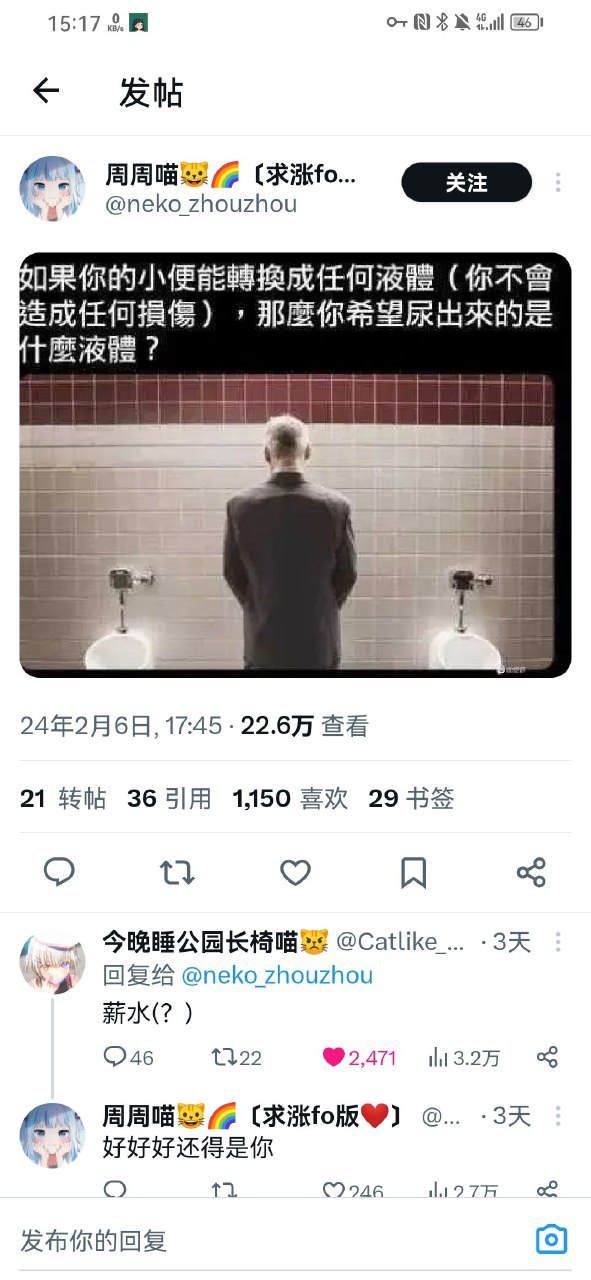 15:17 0 KB/s 4G 46
发帖
周周喵😺🌈〔求涨fo...
关注
@neko_zhouzhou
如果你的小便能轉換成任何液體（你不會
造成任何損傷），那麼你希望尿出來的是
什麼液體？
24年2月6日, 17:45 · 22.6万 查看
21 转帖 36 引用 1,150 喜欢 29 书签
今晚睡公园长椅喵😾 @Catlike_... · 3天
回复给 @neko_zhouzhou
薪水(？)
46 22 2,471 3.2万
周周喵😺🌈〔求涨fo版❤️〕 @... · 3天
好好好还得是你
246 2.7万
发布你的回复